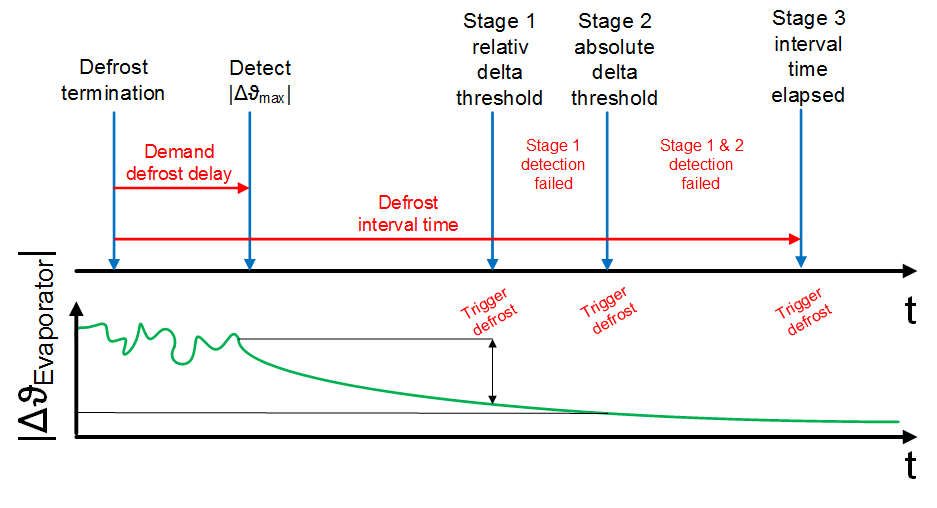 Defrost
termination
Detect
|Δϑmax|
Stage 1
relativ
delta
threshold
Stage 2
absolute
delta
threshold
Stage 3
interval
time
elapsed
Demand
defrost delay
Stage 1
detection
failed
Stage 1 & 2
detection
failed
Defrost
interval time
t
Trigger
defrost
Trigger
defrost
Trigger
defrost
|ΔϑEvaporator|
t